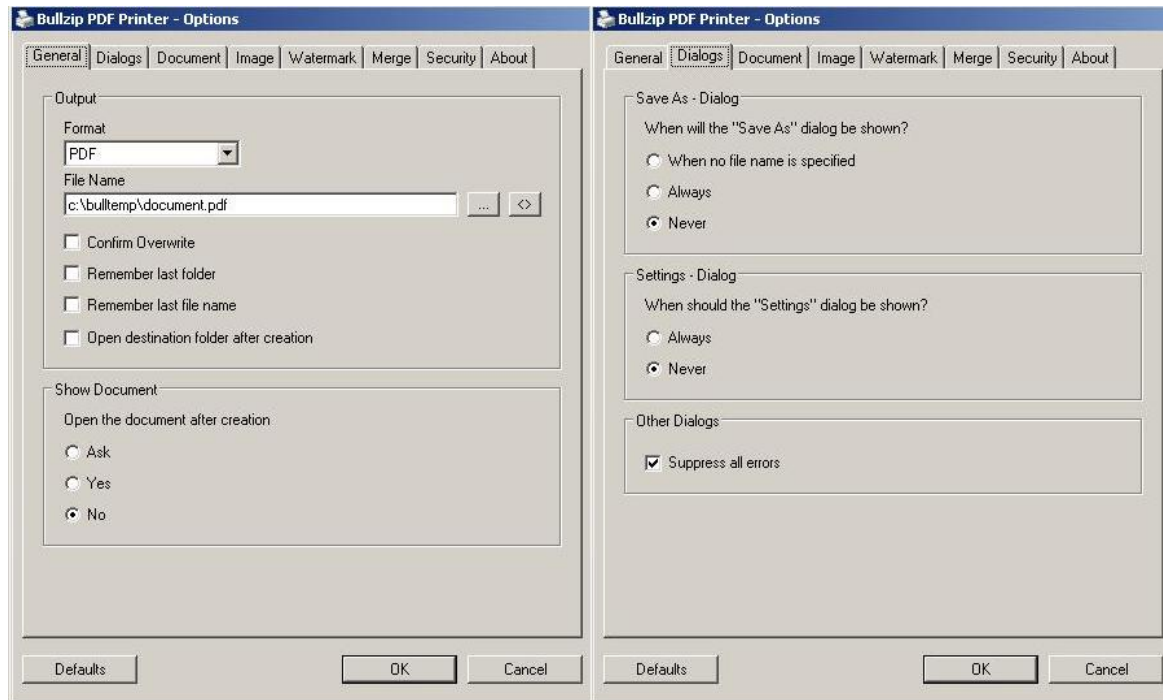 Bullzip PDF Printer - Options
General Dialogs Document Image Watermark Merge Security About
Output
Format
PDF
File Name
c:\bulltemp\document.pdf ... <>
Confirm Overwrite
Remember last folder
Remember last file name
Open destination folder after creation
Show Document
Open the document after creation
Ask
Yes
No
Defaults OK Cancel
Bullzip PDF Printer - Options
General Dialogs Document Image Watermark Merge Security About
Save As - Dialog
When will the "Save As" dialog be shown?
When no file name is specified
Always
Never
Settings - Dialog
When should the "Settings" dialog be shown?
Always
Never
Other Dialogs
Suppress all errors
Defaults OK Cancel